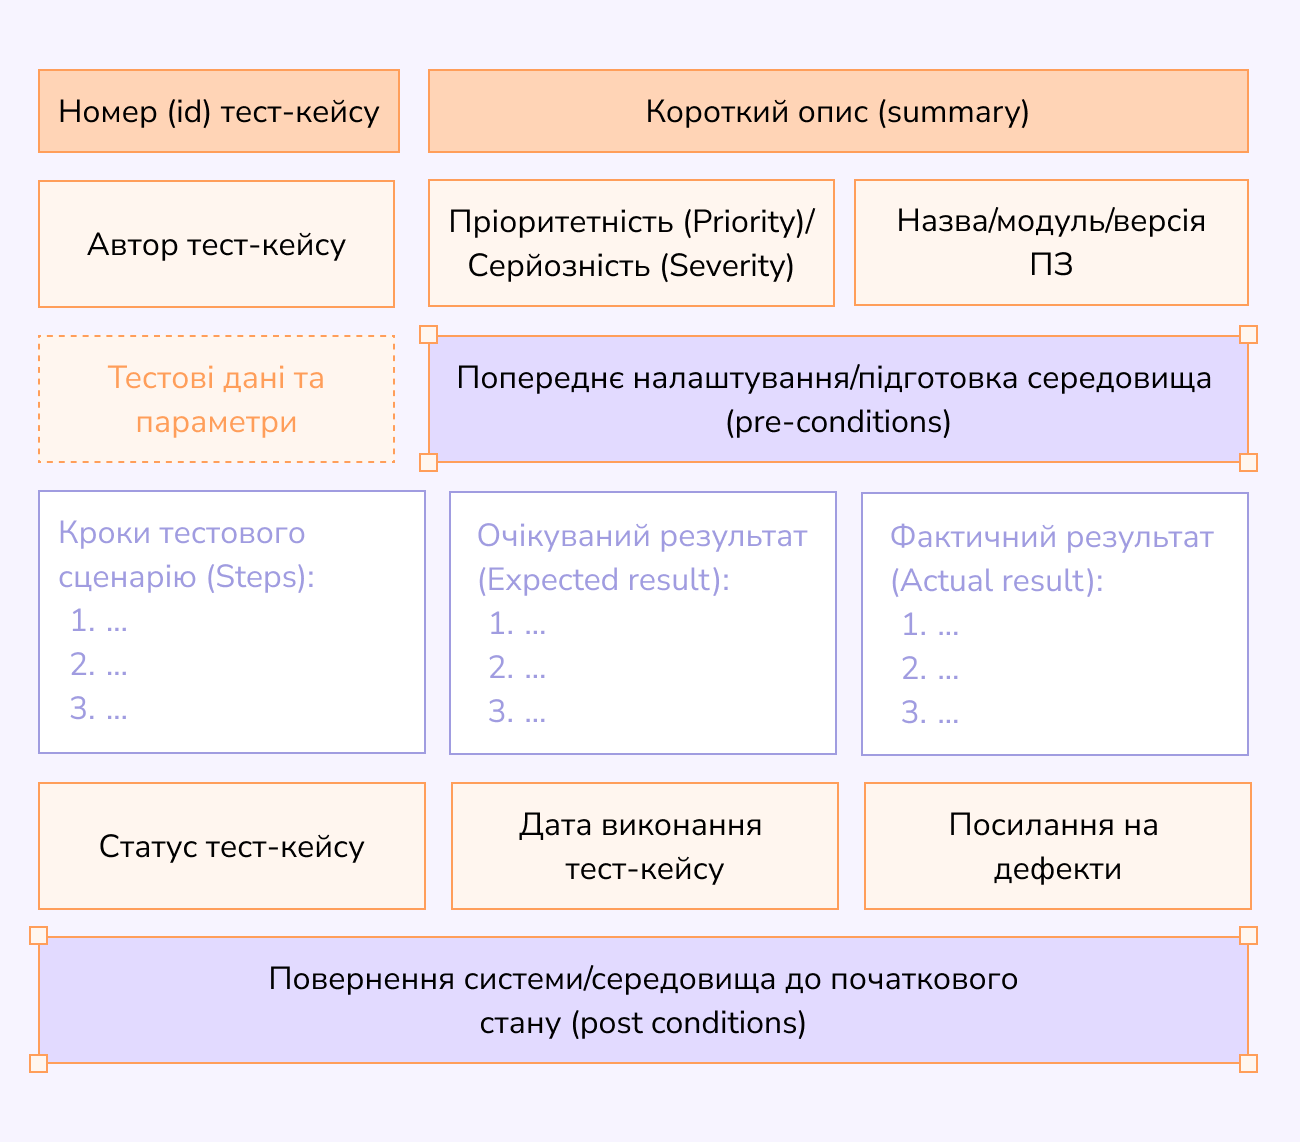 Номер (id) тест-кейсу
Короткий опис (summary)
Автор тест-кейсу
Пріоритетність (Priority)/
Серйозність (Severity)
Назва/модуль/версія
ПЗ
Тестові дані та
параметри
Попереднє налаштування/підготовка середовища
(pre-conditions)
Кроки тестового
сценарію (Steps):
1. ...
2. ...
3. ...
Очікуваний результат
(Expected result):
1. ...
2. ...
3. ...
Фактичний результат
(Actual result):
1. ...
2. ...
3. ...
Статус тест-кейсу
Дата виконання
тест-кейсу
Посилання на
дефекти
Повернення системи/середовища до початкового
стану (post conditions)